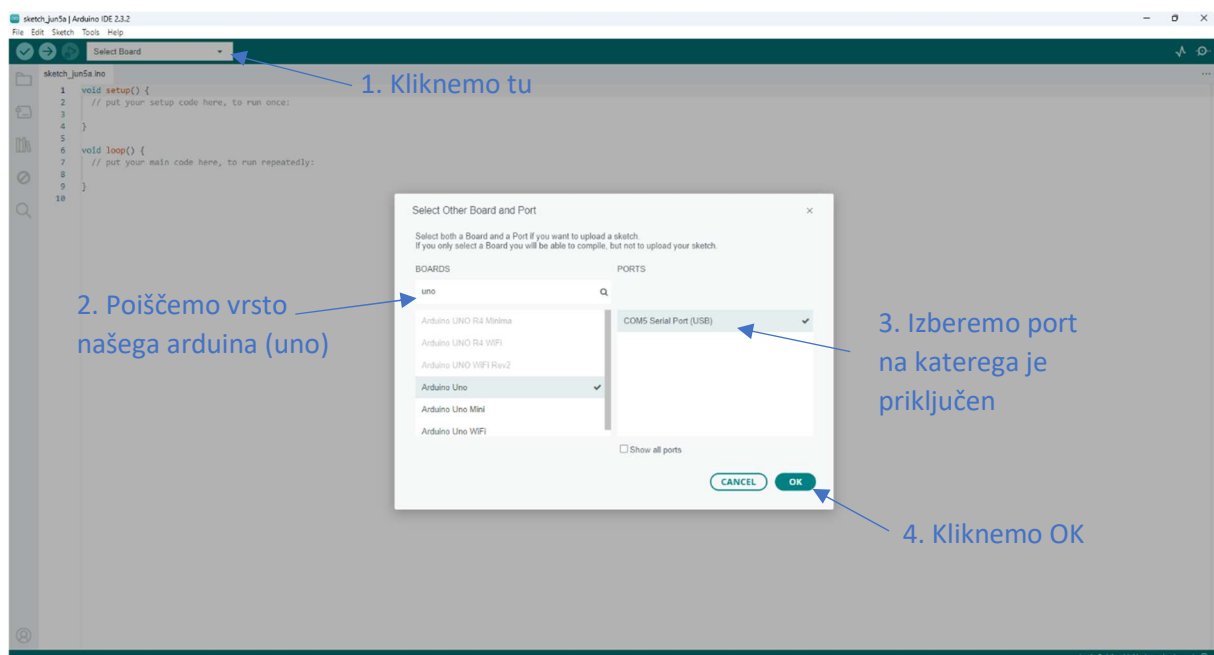 sketch_jun5a | Arduino IDE 2.3.2
File Edit Sketch Tools Help
Select Board
1. Kliknemo tu
sketch_jun5a.ino
1 void setup() {
2 // put your setup code here, to run once:
3
4 }
5
6 void loop() {
7 // put your main code here, to run repeatedly:
8
9 }
10
Select Other Board and Port
Select both a Board and a Port if you want to upload a sketch.
If you only select a Board you will be able to compile, but not to upload your sketch.
BOARDS
PORTS
uno
Arduino UNO R4 Minima
Arduino UNO R4 WiFi
Arduino UNO WiFi Rev2
Arduino Uno
Arduino Uno Mini
Arduino Uno WiFi
COM5 Serial Port (USB)
Show all ports
CANCEL
OK
2. Poiščemo vrsto
našega arduina (uno)
3. Izberemo port
na katerega je
priključen
4. Kliknemo OK